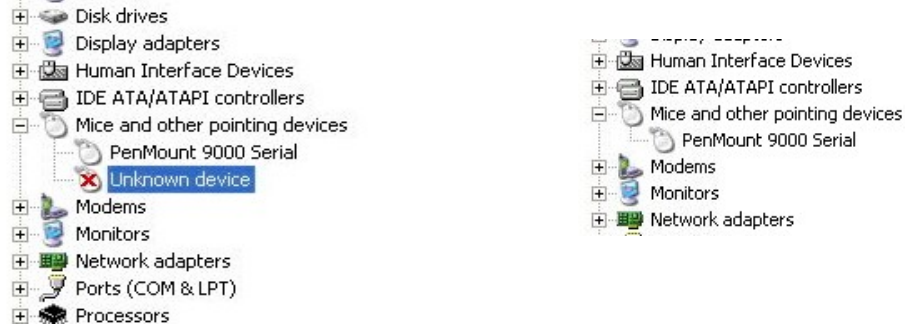 Disk drives
Display adapters
Human Interface Devices
IDE ATA/ATAPI controllers
Mice and other pointing devices
PenMount 9000 Serial
Unknown device
Modems
Monitors
Network adapters
Ports (COM & LPT)
Processors
Human Interface Devices
IDE ATA/ATAPI controllers
Mice and other pointing devices
PenMount 9000 Serial
Modems
Monitors
Network adapters